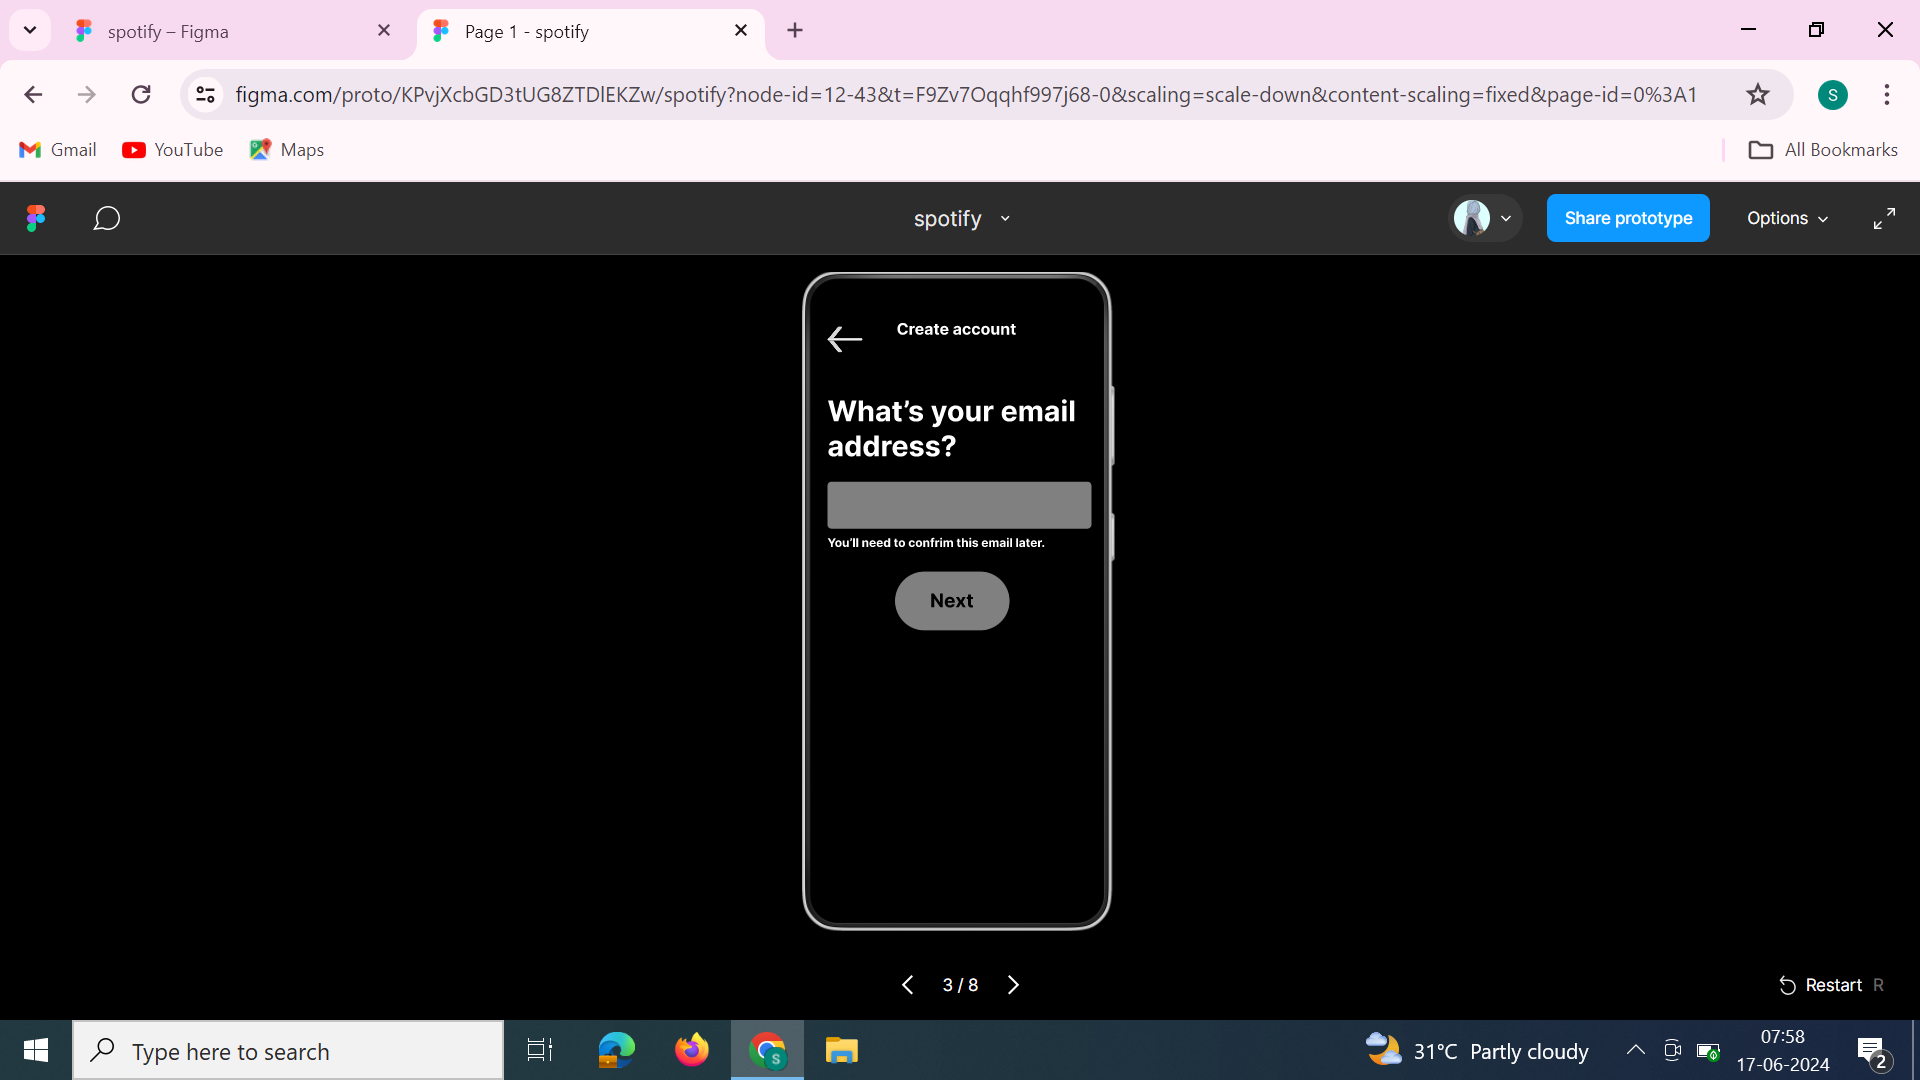 spotify – Figma
Page 1 - spotify
figma.com/proto/KPvjXcbGD3tUG8ZTDlEKZw/spotify?node-id=12-43&t=F9Zv7Oqqhf997j68-0&scaling=scale-down&content-scaling=fixed&page-id=0%3A1
S
Gmail
YouTube
Maps
All Bookmarks
spotify
Share prototype
Options
Create account
What’s your email
address?
You’ll need to confrim this email later.
Next
3 / 8
Restart R
Type here to search
S
31°C Partly cloudy
07:58
17-06-2024
2